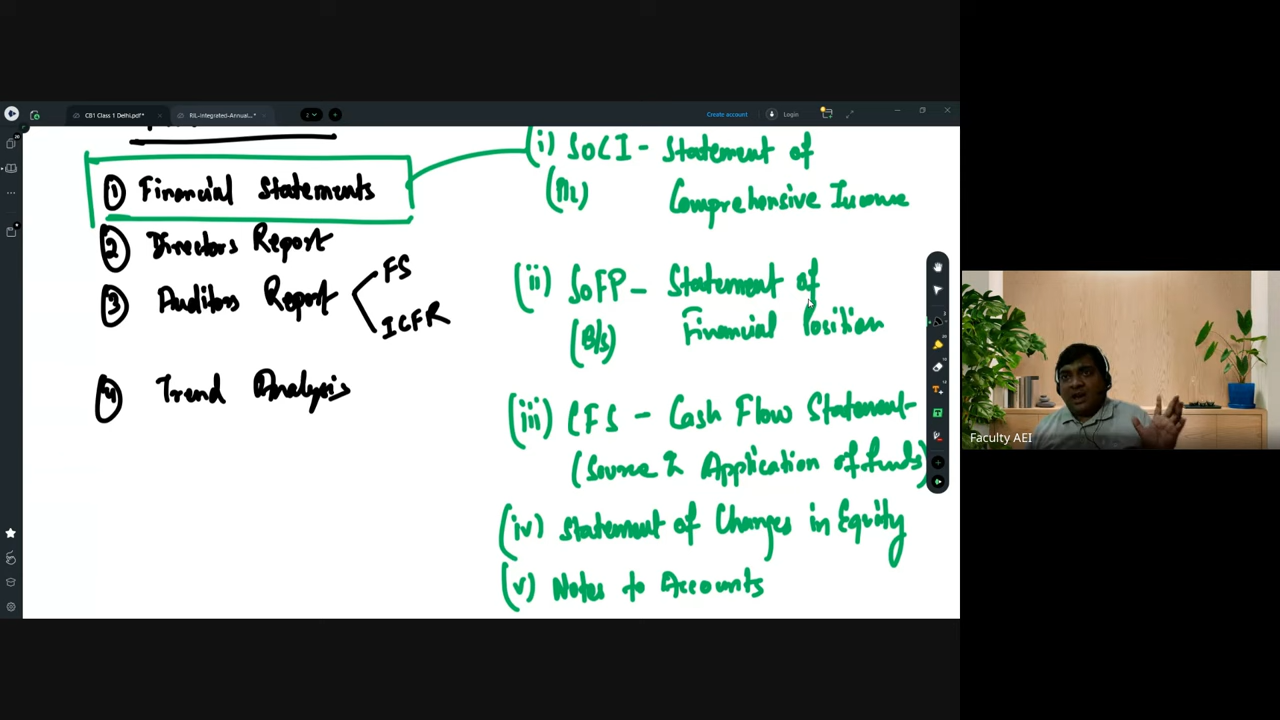 CB1 Class 1 Delhi.pdf*
RIL-Integrated-Annual...*
2
Create account
Login
① Financial Statements
② Directors Report
③ Auditors Report
FS
ICFR
④ Trend Analysis
(i) SOCI - Statement of
(P/L) Comprehensive Income
(ii) SOFP - Statement of
(B/S) Financial Position
(iii) CFS - Cash Flow Statement
(Source & Application of funds)
(iv) Statement of Changes in Equity
(v) Notes to Accounts
Faculty AEI